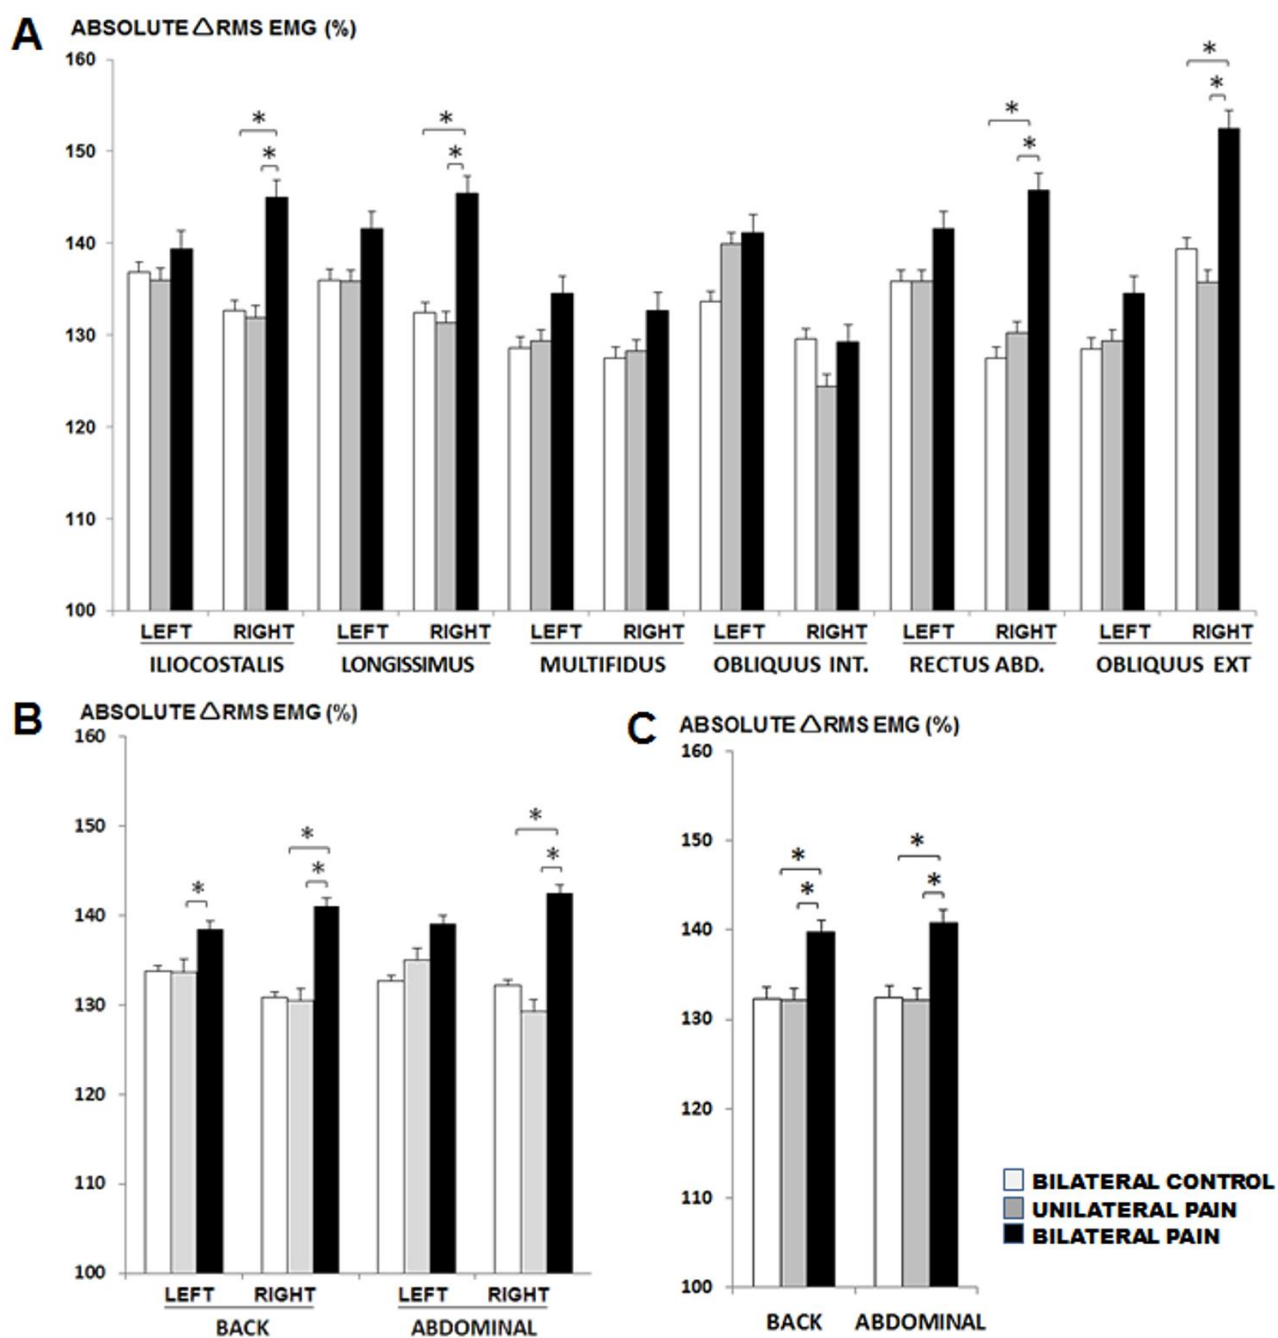 A ABSOLUTE △RMS EMG (%)
160
150
140
130
120
110
100
* * * * * * * *
LEFT RIGHT LEFT RIGHT LEFT RIGHT LEFT RIGHT LEFT RIGHT LEFT RIGHT
ILIOCOSTALIS LONGISSIMUS MULTIFIDUS OBLIQUUS INT. RECTUS ABD. OBLIQUUS EXT
B ABSOLUTE △RMS EMG (%)
160
150
140
130
120
110
100
* * * * *
LEFT RIGHT LEFT RIGHT
BACK ABDOMINAL
C ABSOLUTE △RMS EMG (%)
160
150
140
130
120
110
100
* * * *
BACK ABDOMINAL
BILATERAL CONTROL
UNILATERAL PAIN
BILATERAL PAIN